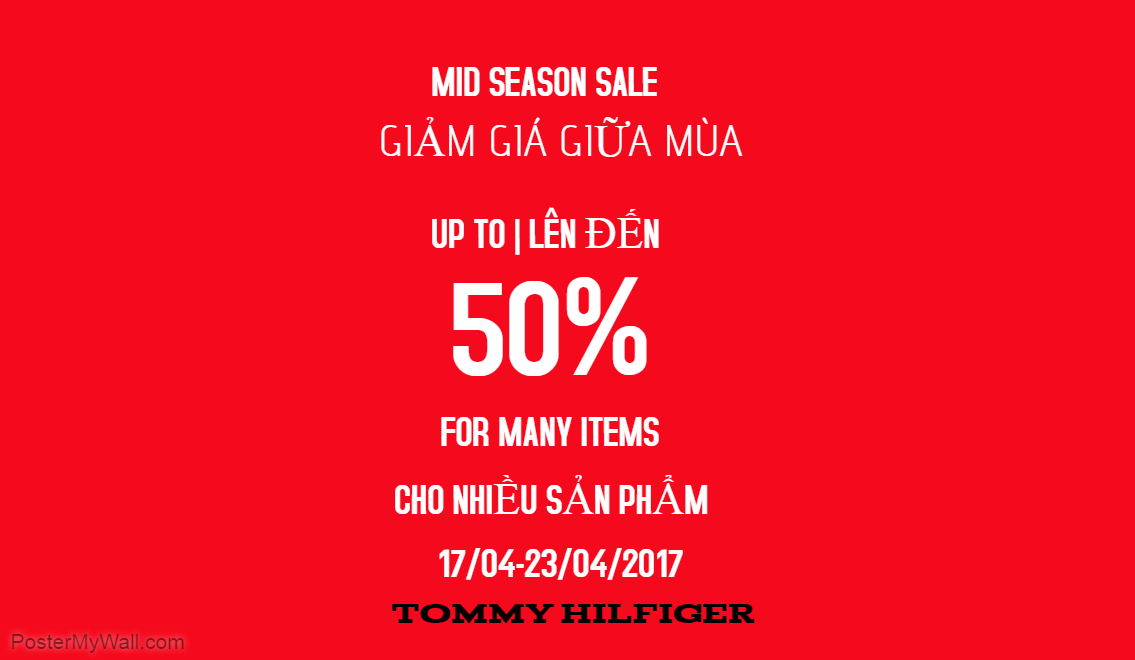 MID SEASON SALE
GIẢM GIÁ GIỮA MÙA
UP TO | LÊN ĐẾN
50%
FOR MANY ITEMS
CHO NHIỀU SẢN PHẨM
17/04-23/04/2017
TOMMY HILFIGER
PosterMyWall.com